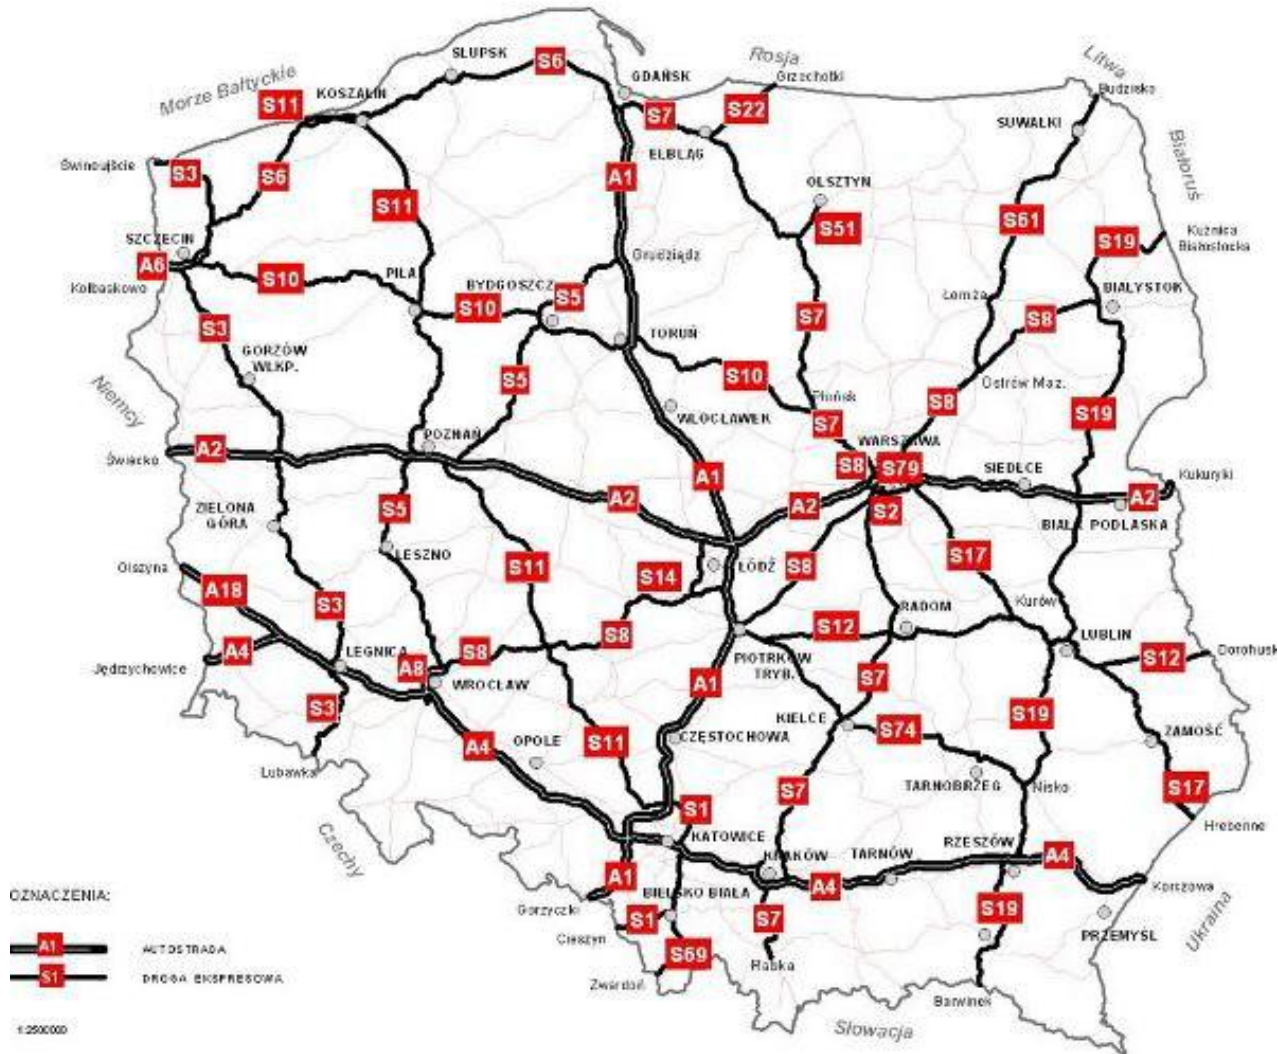 Morze Bałtyckie
Rosja
Litwa
SŁUPSK
S6
GDAŃSK
Grzechotki
Budzisko
S11
KOSZALIN
S7
S22
SUWAŁKI
Białoruś
ELBLĄG
Świnoujście
S3
S6
A1
OLSZTYN
S11
S51
S61
S19
Kuźnica
Białostocka
SZCZECIN
A6
Kołbaskowo
S10
PIŁA
BYDGOSZCZ
Grudziądz
S5
S10
Łomża
BIAŁYSTOK
S3
S7
S8
TORUŃ
GORZÓW
WLKP.
S5
S10
Ostrów Maz.
Niemcy
WŁOCŁAWEK
Płońsk
S8
S19
S7
POZNAŃ
WARSZAWA
Świecko
A2
S8
S79
SIEDLCE
Kukuryki
A1
A2
A2
A2
S2
BIAŁA PODLASKA
ZIELONA
GÓRA
S5
LESZNO
S17
Olszyna
S11
ŁÓDŹ
S8
A18
S14
S3
Kurów
RADOM
S12
LUBLIN
A4
S8
S8
S12
Dorohusk
Jędrzychowice
LEGNICA
A8
WROCŁAW
PIOTRKÓW
TRYB.
A1
S7
S3
S19
KIELCE
S74
ZAMOŚĆ
A4
OPOLE
S11
CZĘSTOCHOWA
Lubawka
TARNOBRZEG
Nisko
S7
S17
S1
Hrebenne
Czechy
KATOWICE
KRAKÓW
TARNÓW
RZESZÓW
A4
A1
A4
Korczowa
BIELSKO BIAŁA
Gorzyczki
S1
S7
S19
PRZEMYŚL
Ukraina
Cieszyn
S69
Rabka
Zwardoń
Barwinek
Słowacja
OZNACZENIA:
A1 AUTOSTRADA
S1 DROGA EKSPRESOWA
1:2500000